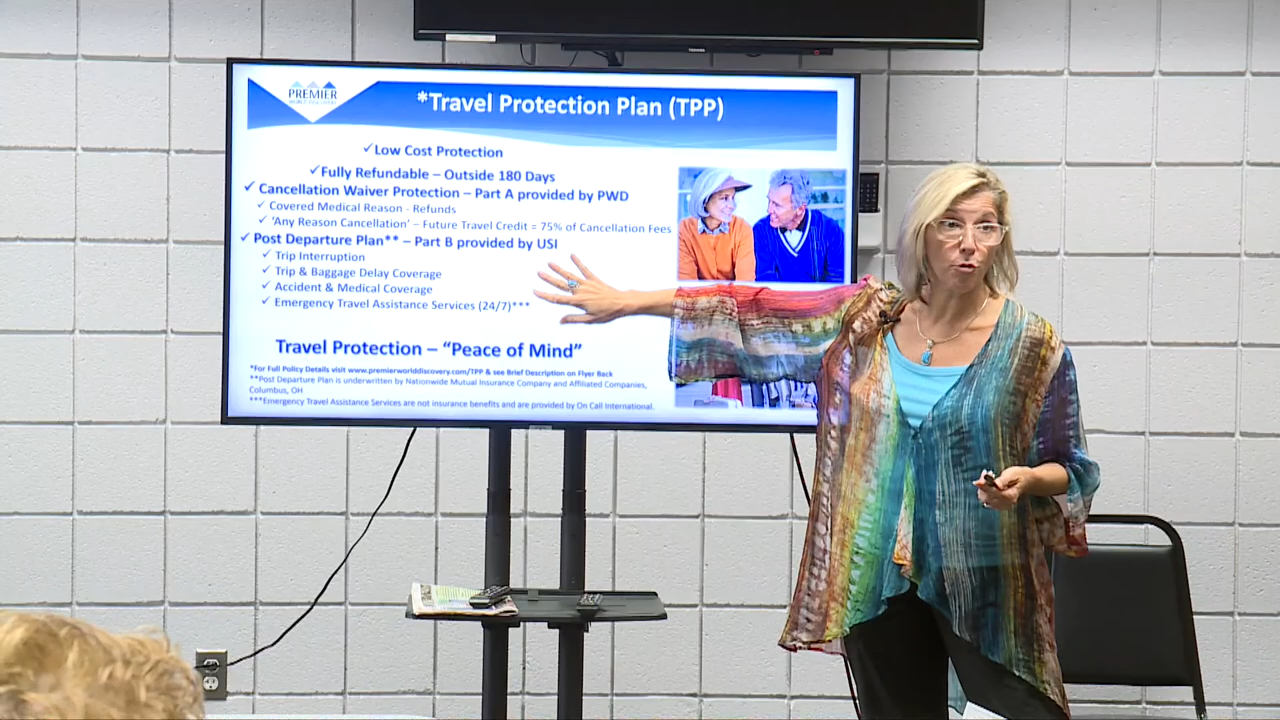 PREMIER
WORLD DISCOVERY
*Travel Protection Plan (TPP)
✓Low Cost Protection
✓Fully Refundable – Outside 180 Days
✓ Cancellation Waiver Protection – Part A provided by PWD
✓ Covered Medical Reason - Refunds
✓ 'Any Reason Cancellation' – Future Travel Credit = 75% of Cancellation Fees
✓ Post Departure Plan** – Part B provided by USI
✓ Trip Interruption
✓ Trip & Baggage Delay Coverage
✓ Accident & Medical Coverage
✓ Emergency Travel Assistance Services (24/7)***
Travel Protection – "Peace of Mind"
*For Full Policy Details visit www.premierworlddiscovery.com/TPP & see Brief Description on Flyer Back
**Post Departure Plan is underwritten by Nationwide Mutual Insurance Company and Affiliated Companies,
Columbus, OH
***Emergency Travel Assistance Services are not insurance benefits and are provided by On Call International.
TOSHIBA